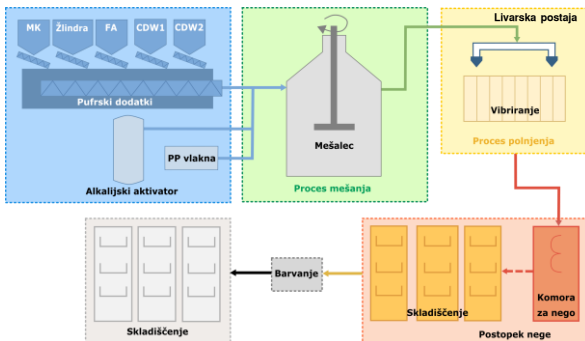 MK
Žlindra
FA
CDW1
CDW2
Pufrski dodatki
PP vlakna
Alkalijski aktivator
Mešalec
Proces mešanja
Livarska postaja
Vibriranje
Proces polnjenja
Skladiščenje
Barvanje
Skladiščenje
Komora
za nego
Postopek nege